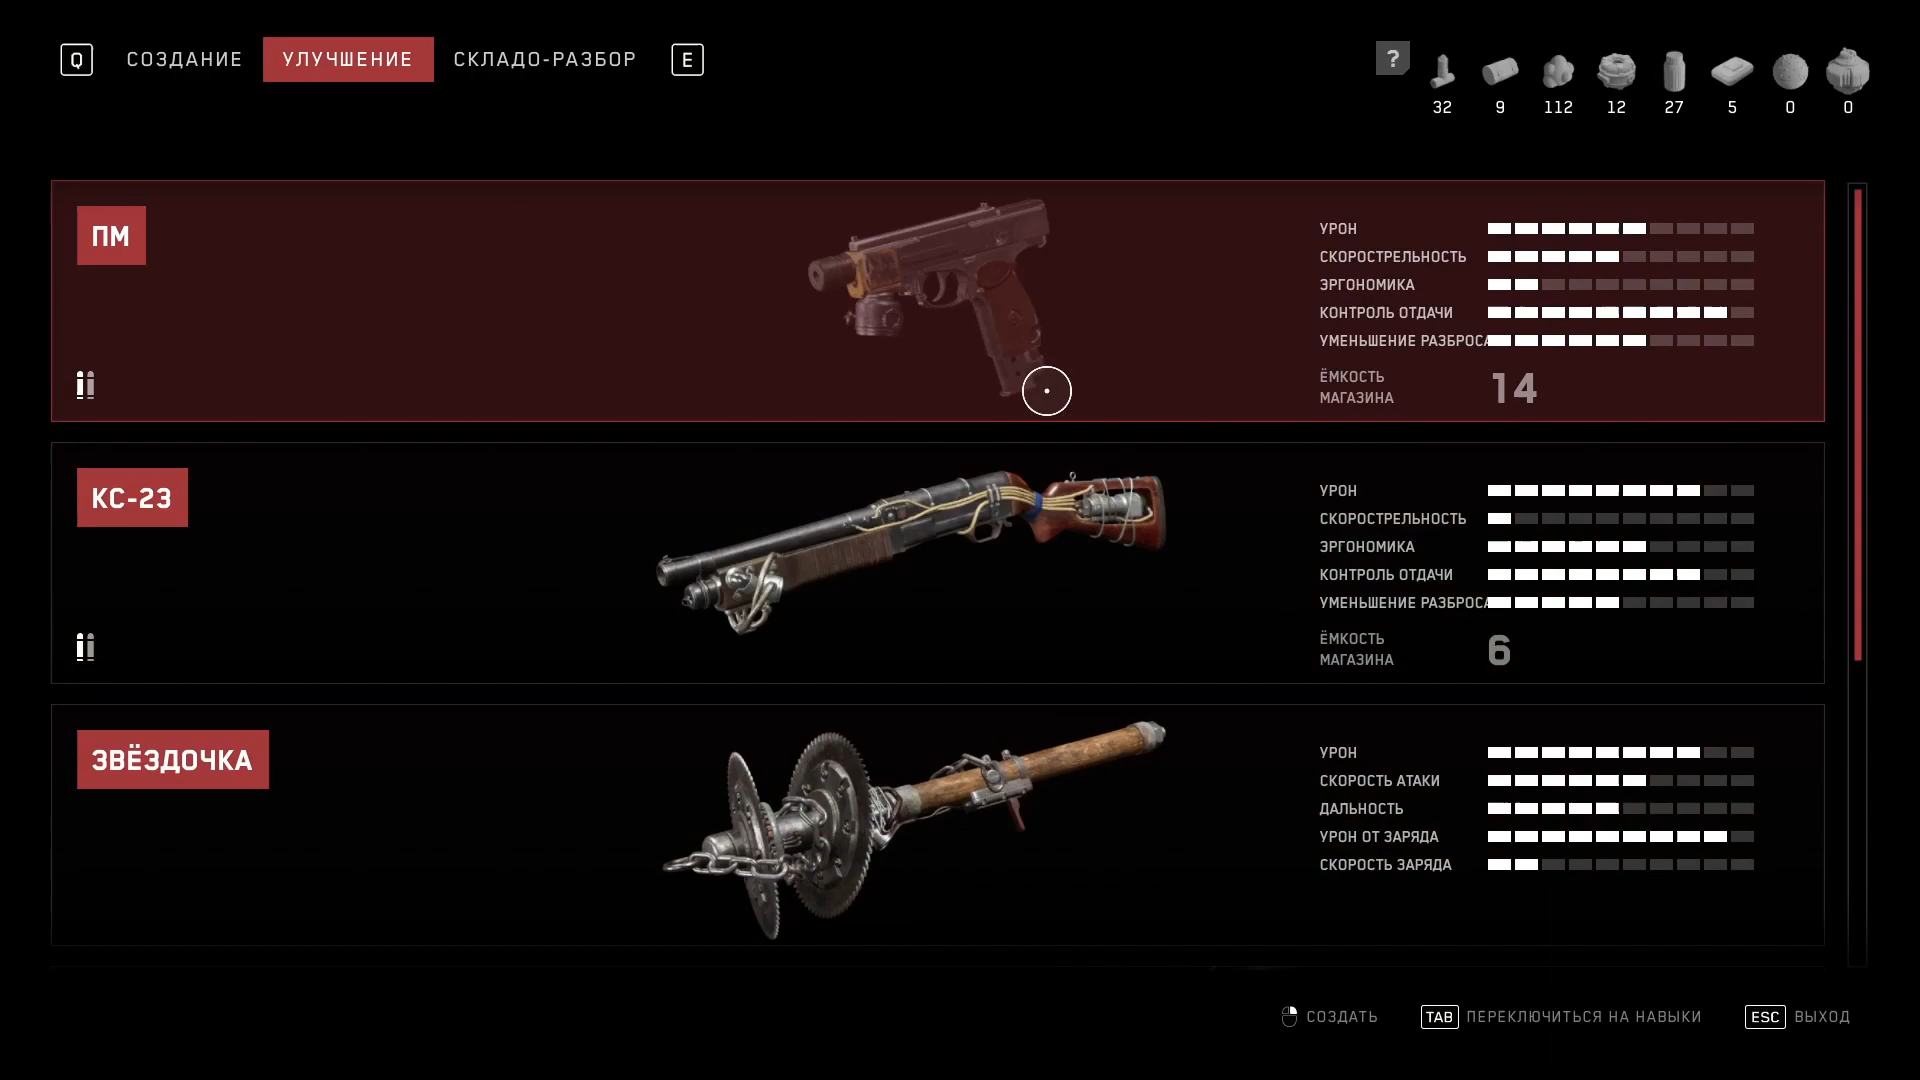 Q СОЗДАНИЕ УЛУЧШЕНИЕ СКЛАДО-РАЗБОР E
?
32 9 112 12 27 5 0 0
ПМ
УРОН
СКОРОСТРЕЛЬНОСТЬ
ЭРГОНОМИКА
КОНТРОЛЬ ОТДАЧИ
УМЕНЬШЕНИЕ РАЗБРОСА
ЁМКОСТЬ
МАГАЗИНА
14
КС-23
УРОН
СКОРОСТРЕЛЬНОСТЬ
ЭРГОНОМИКА
КОНТРОЛЬ ОТДАЧИ
УМЕНЬШЕНИЕ РАЗБРОСА
ЁМКОСТЬ
МАГАЗИНА
6
ЗВЁЗДОЧКА
УРОН
СКОРОСТЬ АТАКИ
ДАЛЬНОСТЬ
УРОН ОТ ЗАРЯДА
СКОРОСТЬ ЗАРЯДА
СОЗДАТЬ TAB ПЕРЕКЛЮЧИТЬСЯ НА НАВЫКИ ESC ВЫХОД